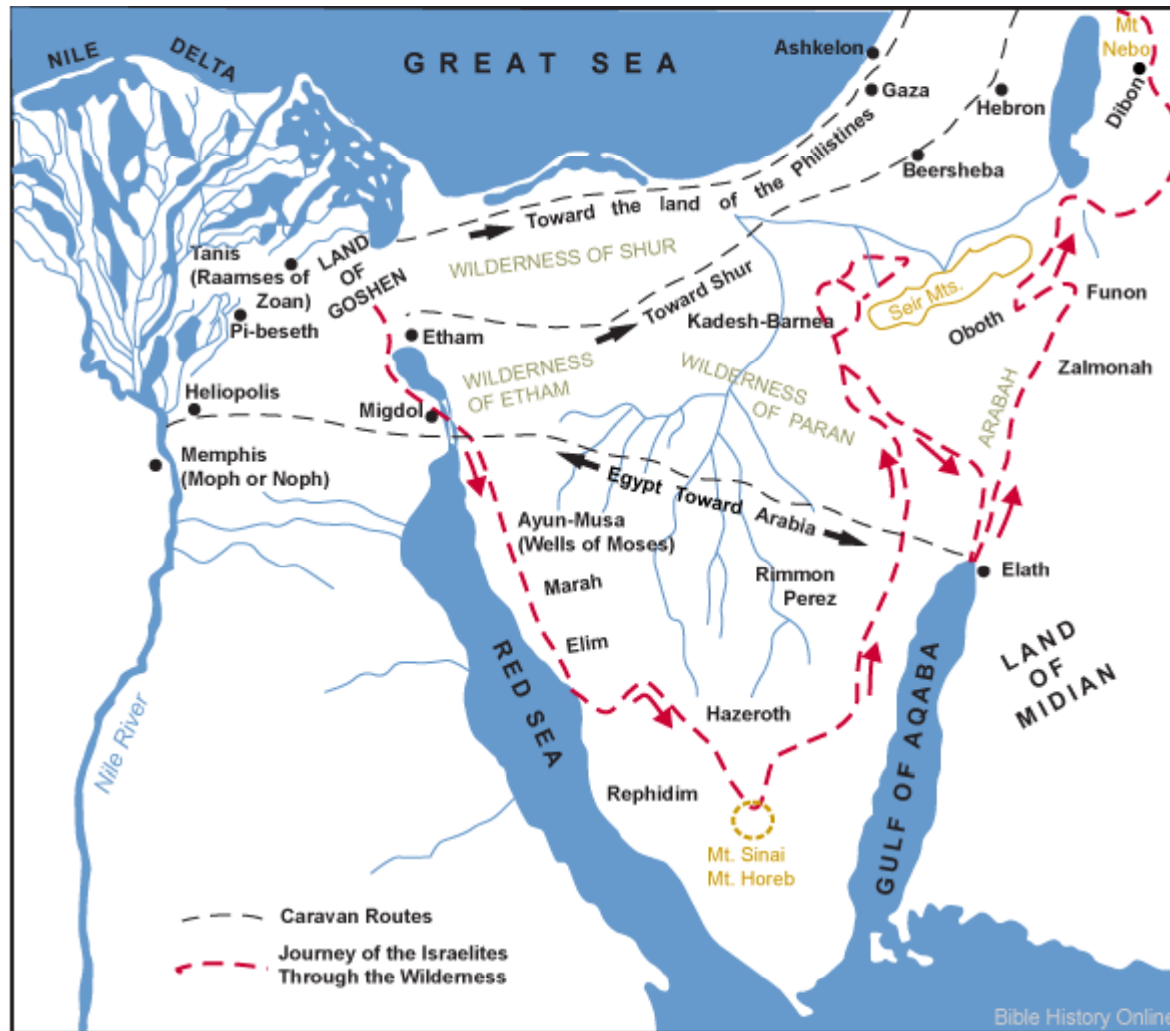 NILE DELTA
GREAT SEA
Ashkelon
Gaza
Hebron
Mt
Nebo
Dibon
Beersheba
Toward the land of the Philistines
Tanis
(Raamses of
Zoan)
LAND
OF
GOSHEN
WILDERNESS OF SHUR
Toward Shur
Pi-beseth
Etham
Kadesh-Barnea
Seir Mts.
Oboth
Funon
WILDERNESS
OF ETHAM
WILDERNESS
OF PARAN
Zalmonah
ARABAH
Heliopolis
Migdol
Memphis
(Moph or Noph)
Egypt Toward Arabia
Ayun-Musa
(Wells of Moses)
Marah
Rimmon
Perez
Elath
Elim
LAND
OF
MIDIAN
RED SEA
Hazeroth
GULF OF AQABA
Nile River
Rephidim
Mt. Sinai
Mt. Horeb
Caravan Routes
Journey of the Israelites
Through the Wilderness
Bible History Online